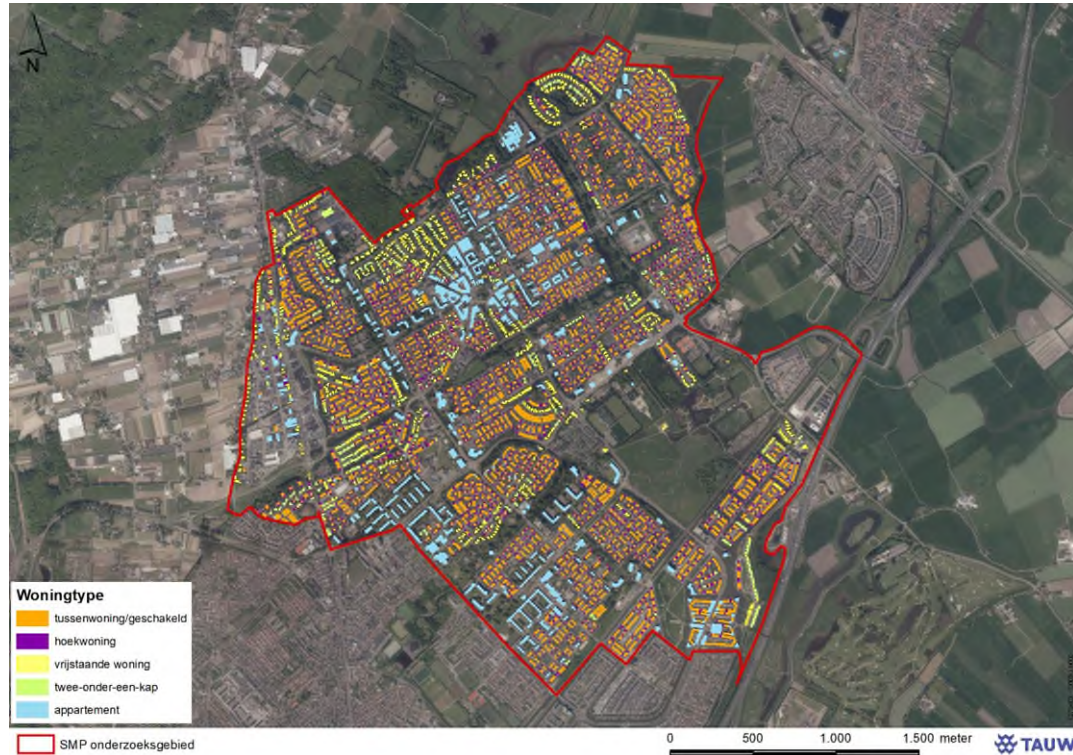 N
Woningtype
tussenwoning/geschakeld
hoekwoning
vrijstaande woning
twee-onder-een-kap
appartement
SMP onderzoeksgebied
0 500 1.000 1.500 meter
TAUW